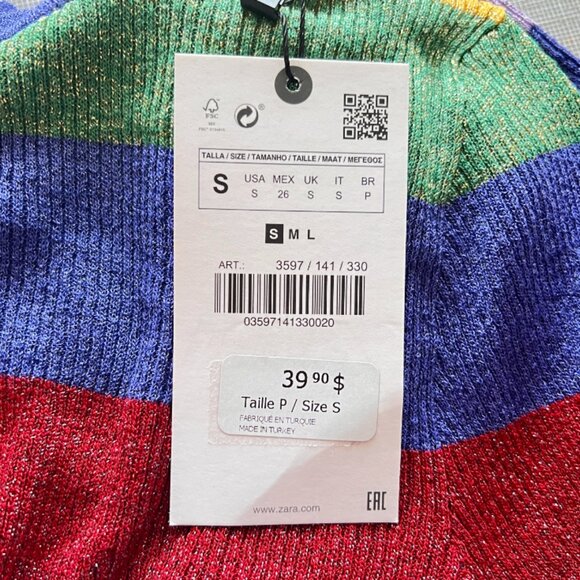 FSC
®
TALLA / SIZE / TAMANHO / TAILLE / MAAT / ΜΕΓΕΘΟΣ
S USA MEX UK IT BR
S 26 S S P
S M L
ART.: 3597 / 141 / 330
03597141330020
39 90 $
Taille P / Size S
FABRIQUÉ EN TURQUIE
MADE IN TURKEY
www.zara.com
EAC